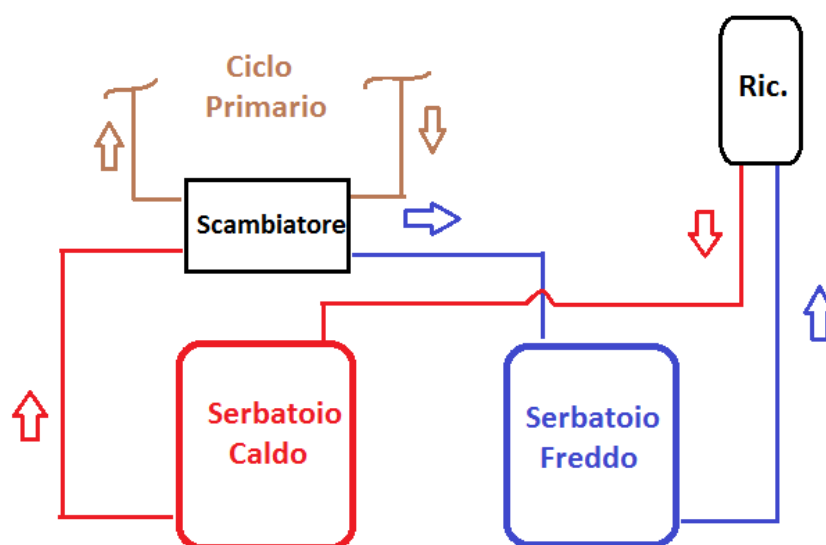 Ciclo
Primario
Ric.
Scambiatore
Serbatoio
Caldo
Serbatoio
Freddo